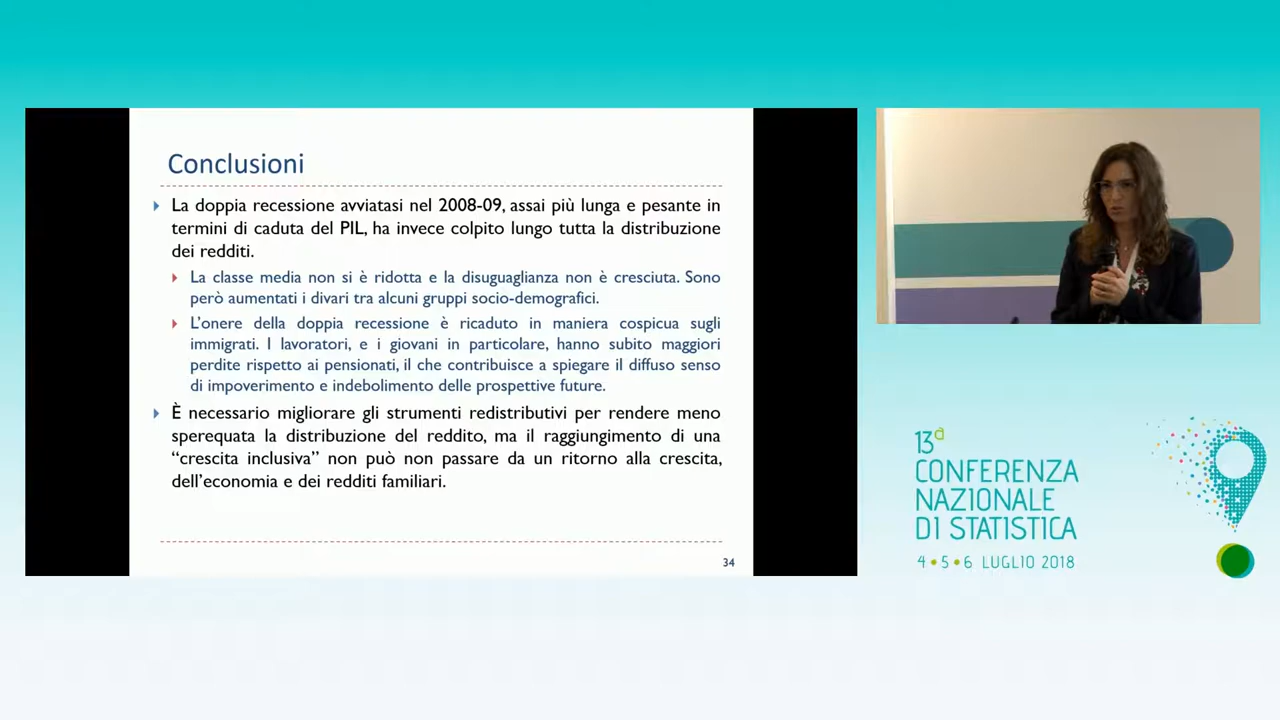 Conclusioni
La doppia recessione avviatasi nel 2008-09, assai più lunga e pesante in
termini di caduta del PIL, ha invece colpito lungo tutta la distribuzione
dei redditi.
La classe media non si è ridotta e la disuguaglianza non è cresciuta. Sono
però aumentati i divari tra alcuni gruppi socio-demografici.
L’onere della doppia recessione è ricaduto in maniera cospicua sugli
immigrati. I lavoratori, e i giovani in particolare, hanno subito maggiori
perdite rispetto ai pensionati, il che contribuisce a spiegare il diffuso senso
di impoverimento e indebolimento delle prospettive future.
È necessario migliorare gli strumenti redistributivi per rendere meno
sperequata la distribuzione del reddito, ma il raggiungimento di una
“crescita inclusiva” non può non passare da un ritorno alla crescita,
dell’economia e dei redditi familiari.
34
13ª
CONFERENZA
NAZIONALE
DI STATISTICA
4 • 5 • 6 LUGLIO 2018